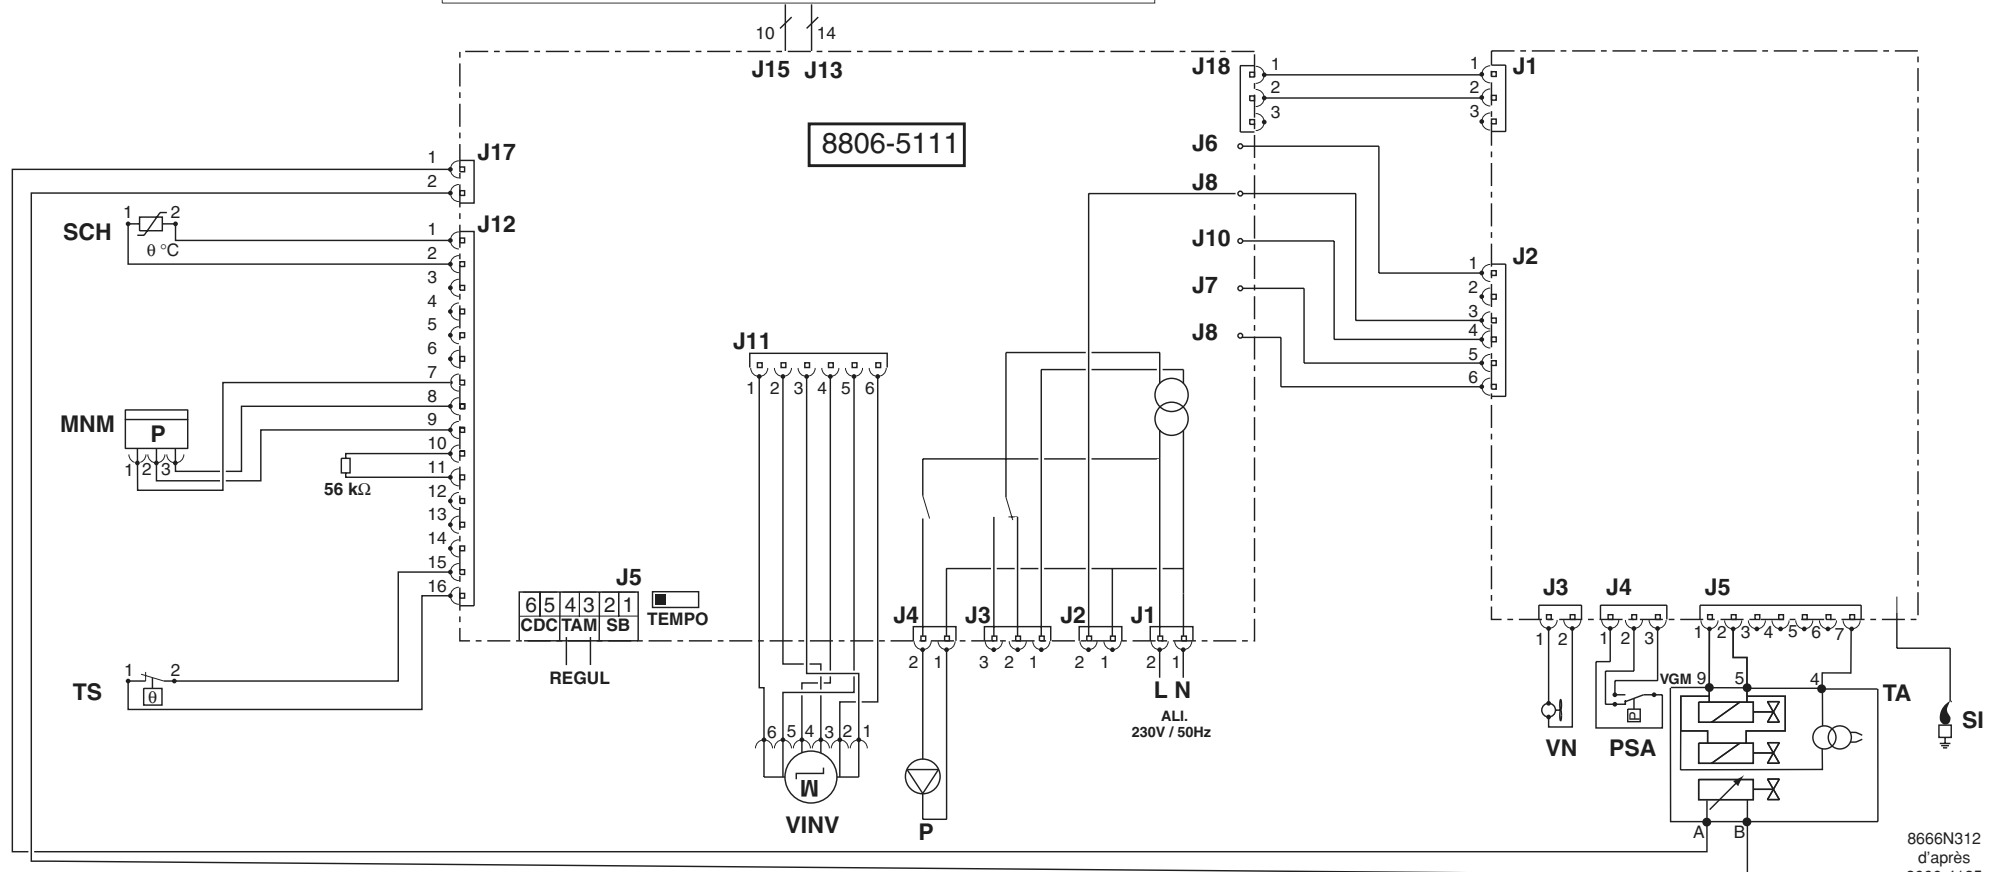 10 14
J15 J13
8806-5111
J18 1 2 3
1 2 3 J1
J6
J8
J10
J7
J8
J2
1 2 3 4 5 6
1 2 J17
SCH 1 2
θ °C
J12
1
2
3
4
5
6
7
8
9
10
11
12
13
14
15
16
MNM P
1 2 3
56 kΩ
TS 1 2
θ
J11
1 2 3 4 5 6
J5
6 5 4 3 2 1
CDC TAM SB
TEMPO
REGUL
J4 J3 J2 J1
2 1 3 2 1 2 1 2 1
L N
ALI.
230V / 50Hz
6 5 4 3 2 1
M
VINV
P
J3 J4 J5
1 2 1 2 3 1 2 3 4 5 6 7
VGM 9 5 4
TA
P
VN PSA
SI
A B
8666N312
d'après